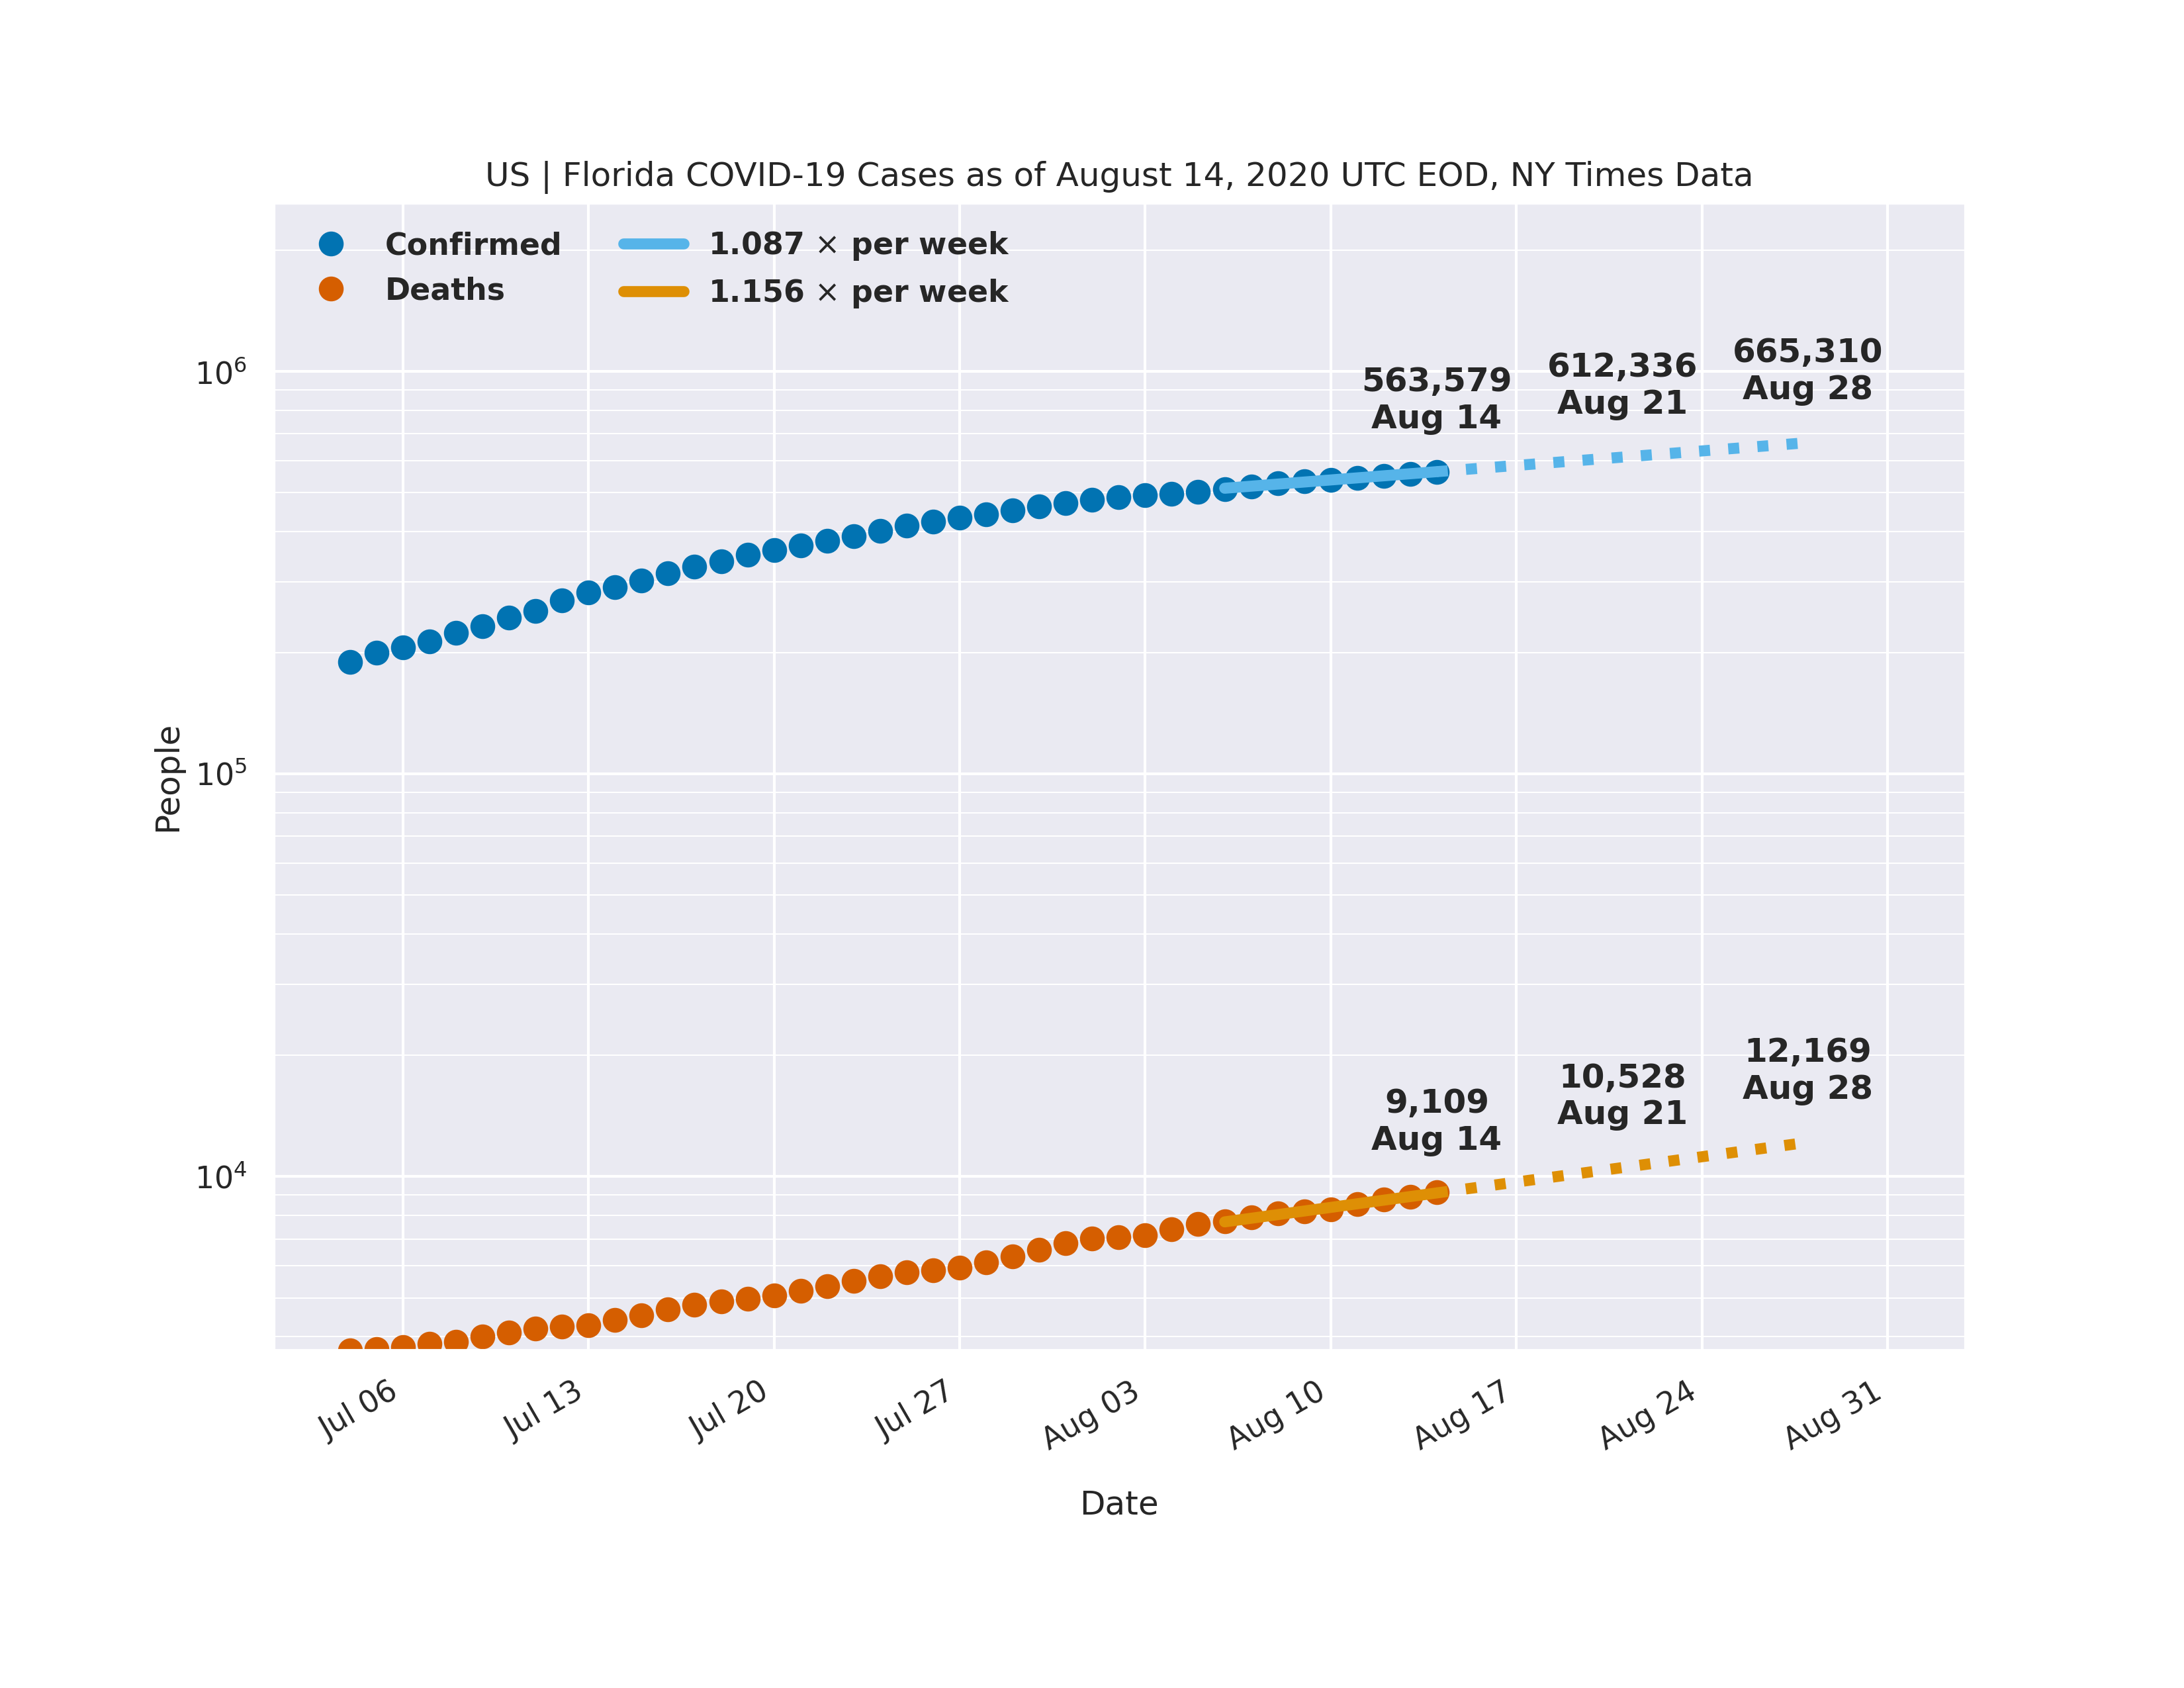 US | Florida COVID-19 Cases as of August 14, 2020 UTC EOD, NY Times Data
Confirmed
Deaths
1.087 × per week
1.156 × per week
563,579
Aug 14
612,336
Aug 21
665,310
Aug 28
9,109
Aug 14
10,528
Aug 21
12,169
Aug 28
People
10⁶
10⁵
10⁴
Jul 06
Jul 13
Jul 20
Jul 27
Aug 03
Aug 10
Aug 17
Aug 24
Aug 31
Date